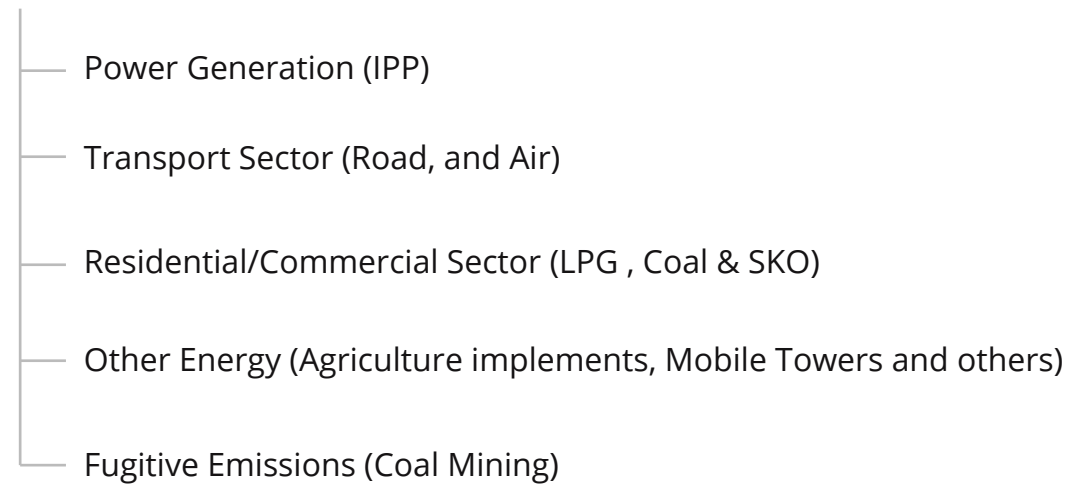 Power Generation (IPP)
Transport Sector (Road, and Air)
Residential/Commercial Sector (LPG , Coal & SKO)
Other Energy (Agriculture implements, Mobile Towers and others)
Fugitive Emissions (Coal Mining)